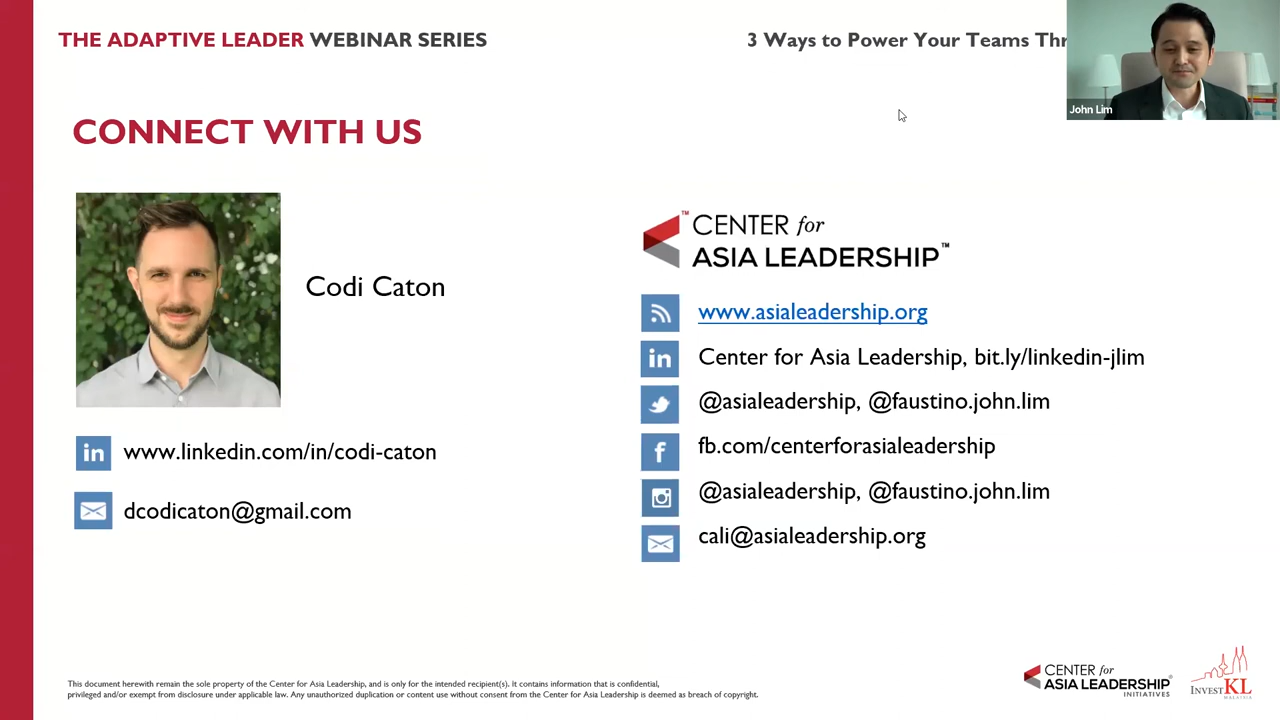 THE ADAPTIVE LEADER WEBINAR SERIES
3 Ways to Power Your Teams
John Lim
CONNECT WITH US
Codi Caton
www.linkedin.com/in/codi-caton
dcodicaton@gmail.com
™CENTER for
ASIA LEADERSHIP™
www.asialeadership.org
in Center for Asia Leadership, bit.ly/linkedin-jlim
@asialeadership, @faustino.john.lim
f fb.com/centerforasialeadership
@asialeadership, @faustino.john.lim
cali@asialeadership.org
This document herewith remain the sole property of the Center for Asia Leadership, and is only for the intended recipient(s). It contains information that is confidential,
privileged and/or exempt from disclosure under applicable law. Any unauthorized duplication or content use without consent from the Center for Asia Leadership is deemed as breach of copyright.
CENTER for
ASIA LEADERSHIP®
INITIATIVES
INVESTKL
MALAYSIA